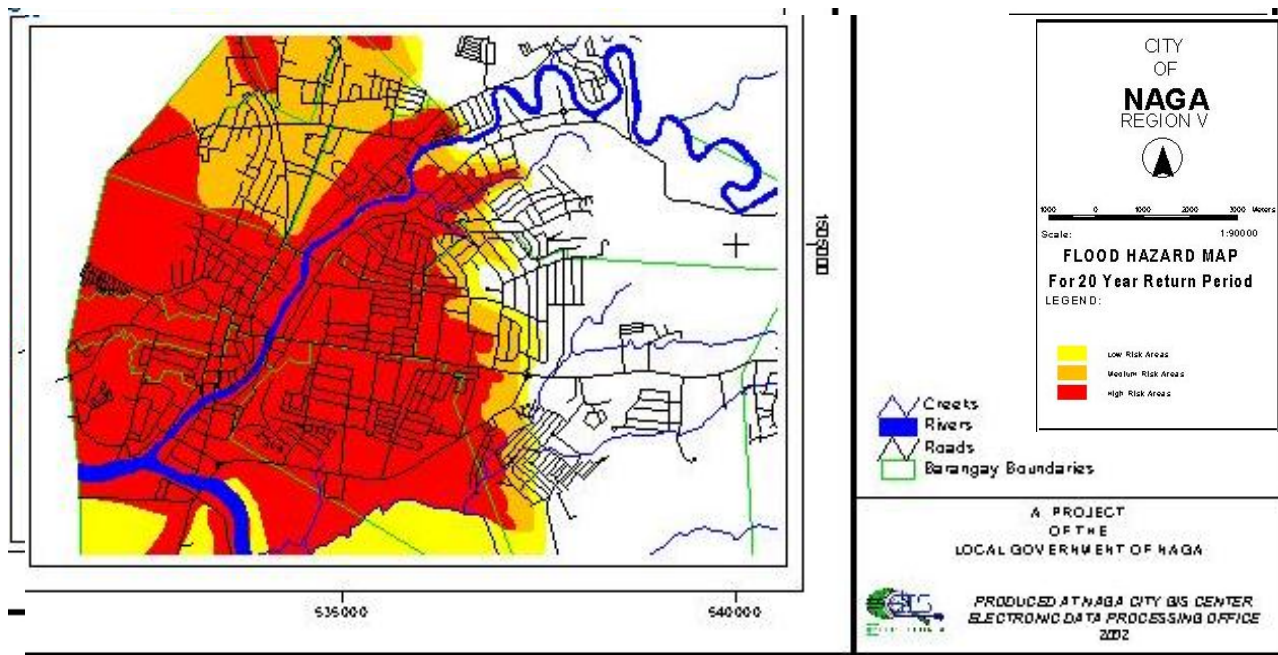 CITY
OF
NAGA
REGION V
1000 0 1000 2000 3000 Meters
Scale: 1:90000
FLOOD HAZARD MAP
For 20 Year Return Period
LEGEND:
Low Risk Areas
Medium Risk Areas
High Risk Areas
1505000
Creeks
Rivers
Roads
Barangay Boundaries
535000 540000
A PROJECT
OF THE
LOCAL GOVERNMENT OF NAGA
PRODUCED AT NAGA CITY GIS CENTER
ELECTRONIC DATA PROCESSING OFFICE
2002